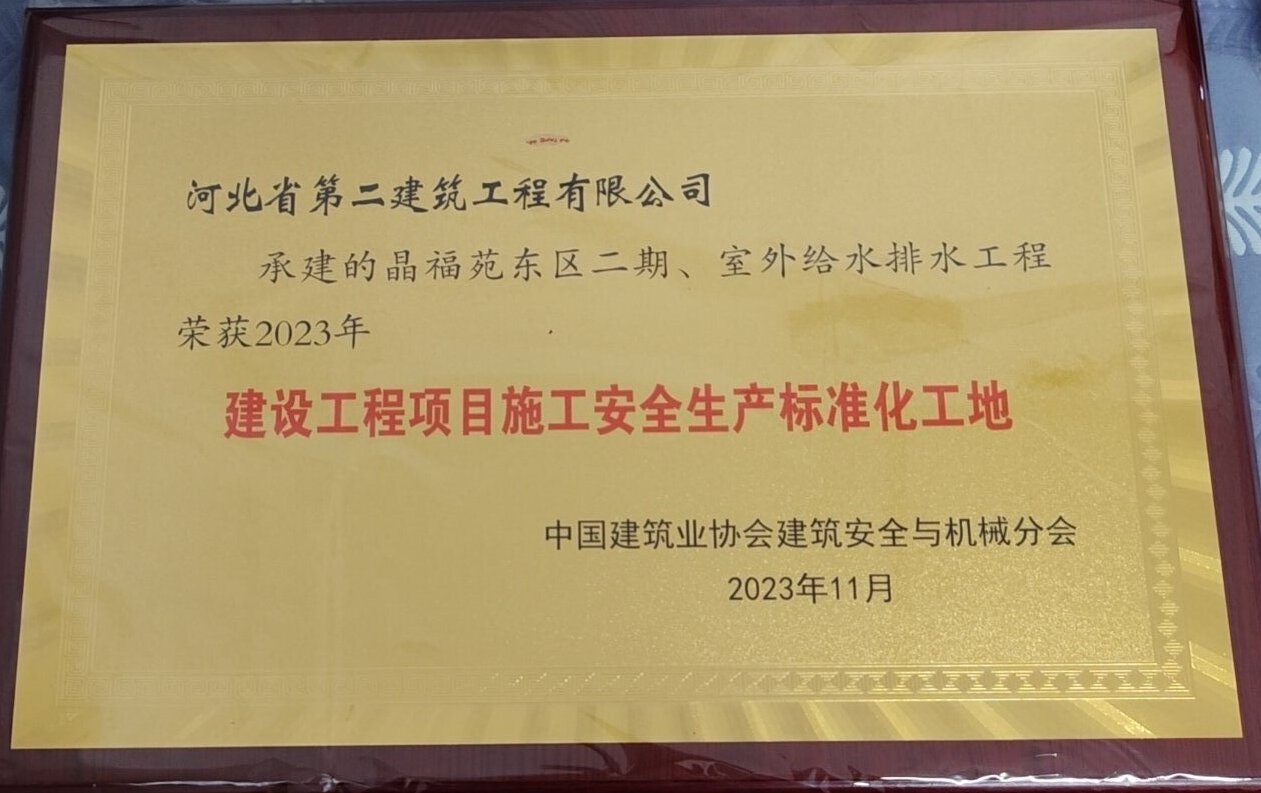 河北省第二建筑工程有限公司
承建的晶福苑东区二期、室外给水排水工程
荣获2023年
建设工程项目施工安全生产标准化工地
中国建筑业协会建筑安全与机械分会
2023年11月